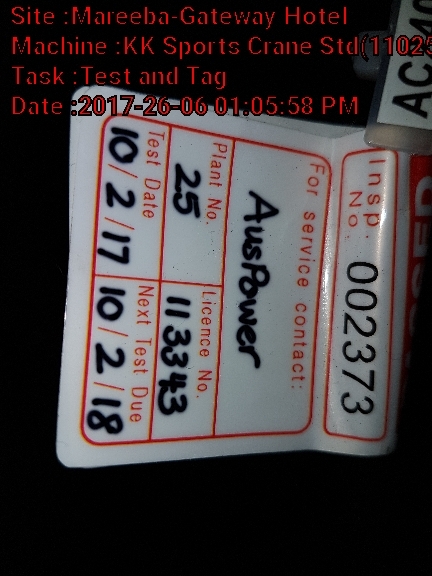 Site :Mareeba-Gateway Hotel
Machine :KK Sports Crane Std(11025
Task :Test and Tag
Date :2017-26-06 01:05:58 PM
Insp. No. 002373
For service contact:
AusPower
Plant No. 25
Licence No. 113343
Test Date 10/2/17
Next Test Due 10/2/18